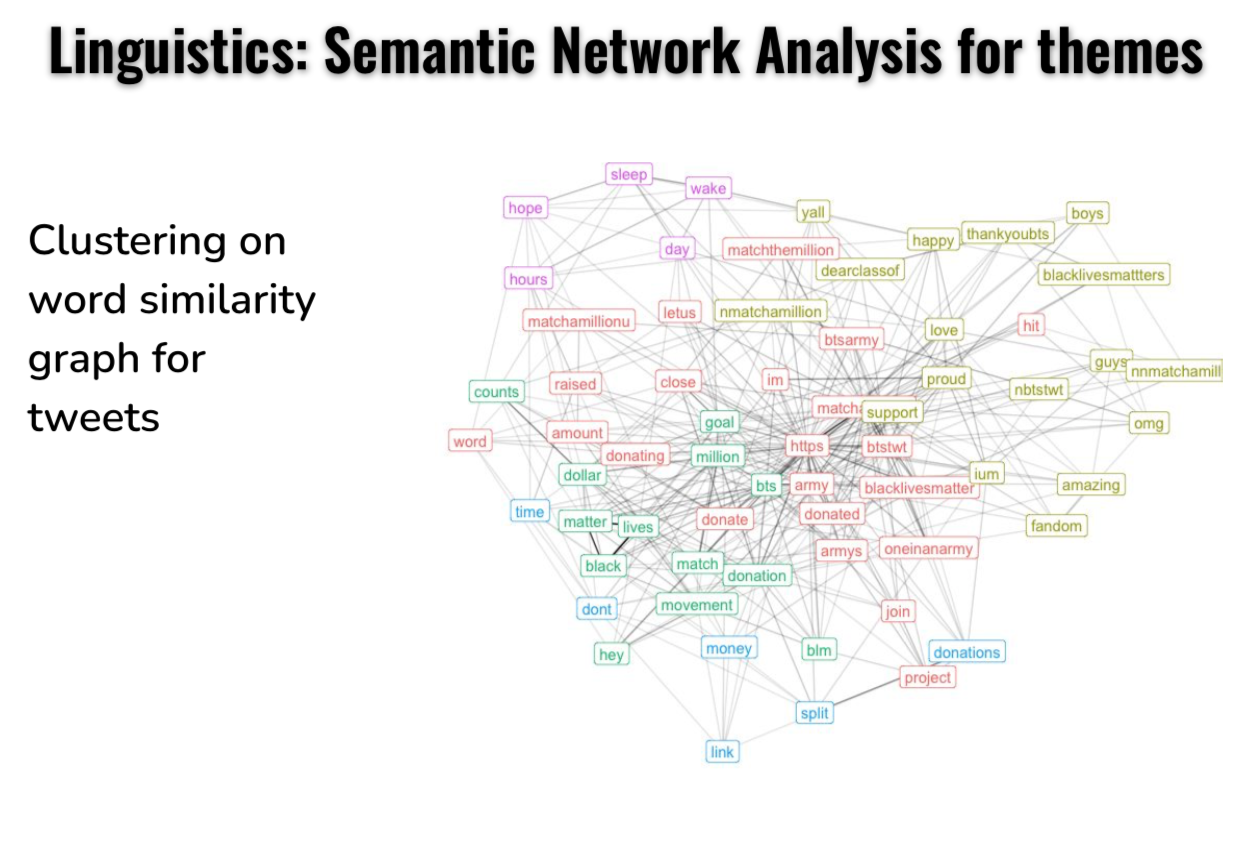 Linguistics: Semantic Network Analysis for themes
Clustering on
word similarity
graph for
tweets
sleep
wake
hope
yall
boys
thankyoubts
happy
day
matchthemillion
dearclassof
blacklivesmattters
hours
letus
nmatchamillion
matchamillionu
hit
love
btsarmy
guys
nnmatchamill
proud
im
close
raised
nbtstwt
counts
matcha
support
goal
omg
amount
word
https
btstwt
donating
million
dollar
ium
bts
army
blacklivesmatter
amazing
time
donated
donate
matter
lives
fandom
armys
oneinanarmy
black
match
donation
movement
dont
join
money
blm
donations
hey
project
split
link